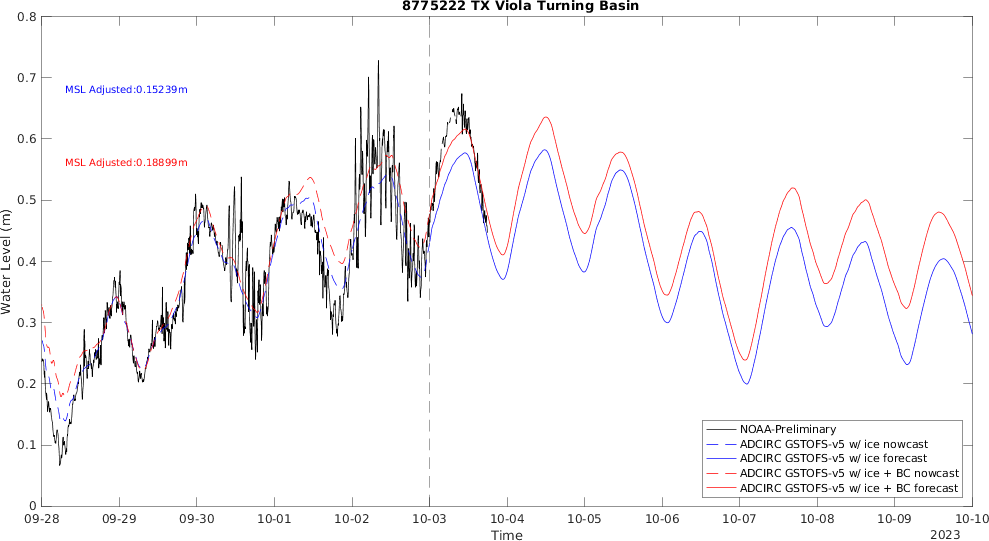 8775222 TX Viola Turning Basin
0.8
0.7
0.6
0.5
0.4
0.3
0.2
0.1
0
Water Level (m)
MSL Adjusted:0.15239m
MSL Adjusted:0.18899m
NOAA-Preliminary
ADCIRC GSTOFS-v5 w/ ice nowcast
ADCIRC GSTOFS-v5 w/ ice forecast
ADCIRC GSTOFS-v5 w/ ice + BC nowcast
ADCIRC GSTOFS-v5 w/ ice + BC forecast
09-28 09-29 09-30 10-01 10-02 10-03 10-04 10-05 10-06 10-07 10-08 10-09 10-10
Time
2023